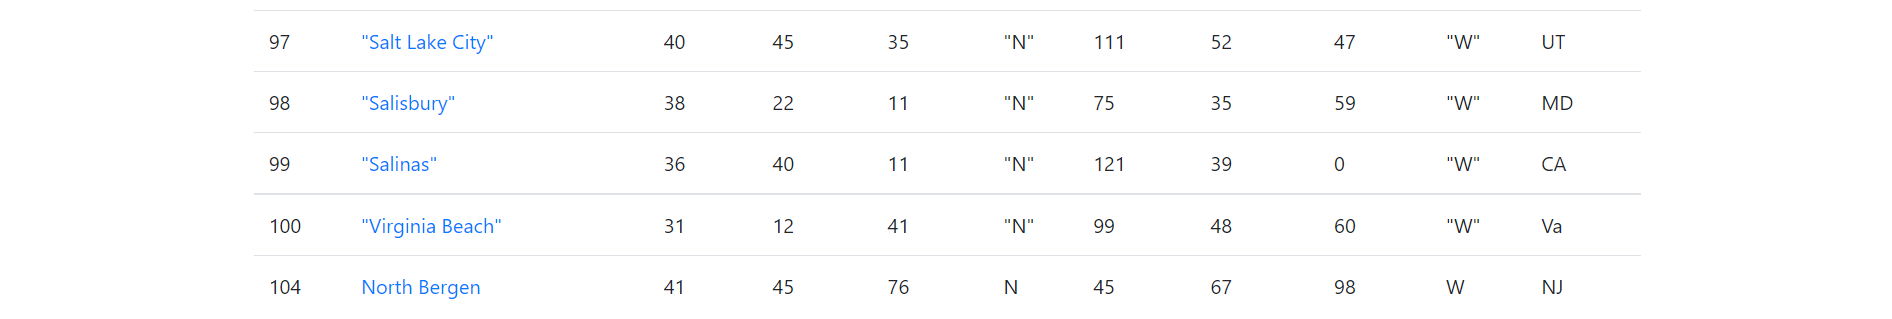 97 "Salt Lake City" 40 45 35 "N" 111 52 47 "W" UT
98 "Salisbury" 38 22 11 "N" 75 35 59 "W" MD
99 "Salinas" 36 40 11 "N" 121 39 0 "W" CA
100 "Virginia Beach" 31 12 41 "N" 99 48 60 "W" Va
104 North Bergen 41 45 76 N 45 67 98 W NJ